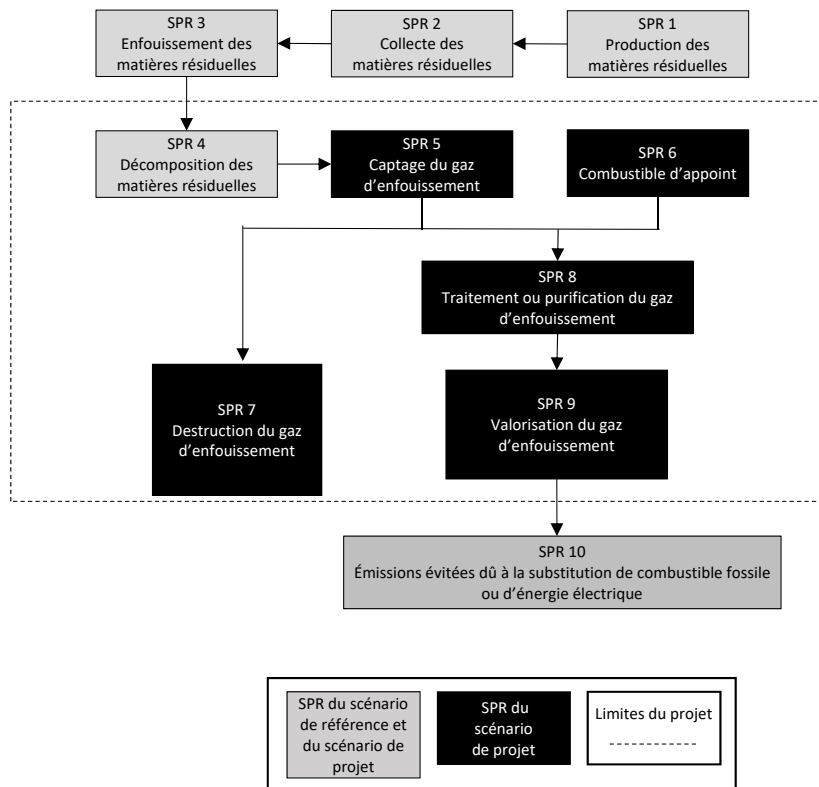 SPR 3
Enfouissement des
matières résiduelles
SPR 2
Collecte des
matières résiduelles
SPR 1
Production des
matières résiduelles
SPR 4
Décomposition des
matières résiduelles
SPR 5
Captage du gaz
d'enfouissement
SPR 6
Combustible d'appoint
SPR 8
Traitement ou purification du gaz
d'enfouissement
SPR 7
Destruction du gaz
d'enfouissement
SPR 9
Valorisation du gaz
d'enfouissement
SPR 10
Émissions évitées dû à la substitution de combustible fossile
ou d'énergie électrique
SPR du scénario
de référence et
du scénario de
projet
SPR du
scénario
de projet
Limites du projet